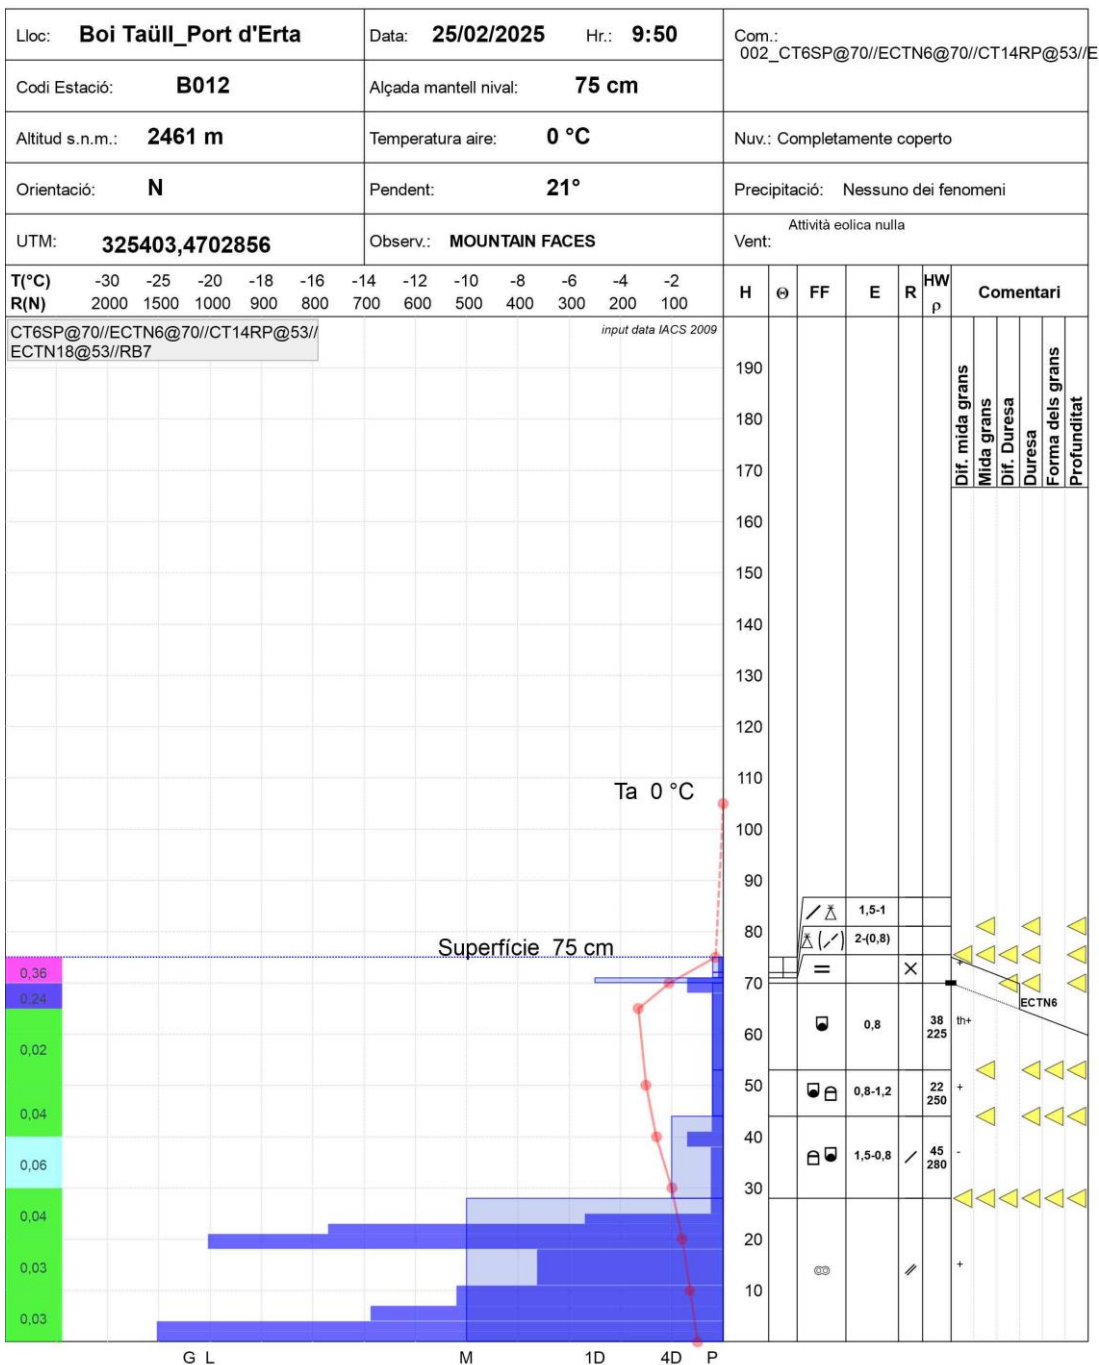 Lloc: Boi Taüll_Port d'Erta Data: 25/02/2025 Hr.: 9:50 Com.:
002_CT6SP@70//ECTN6@70//CT14RP@53//E
Codi Estació: B012 Alçada mantell nival: 75 cm
Altitud s.n.m.: 2461 m Temperatura aire: 0 °C Nuv.: Completamente coperto
Orientació: N Pendent: 21° Precipitació: Nessuno dei fenomeni
UTM: 325403,4702856 Observ.: MOUNTAIN FACES Vent: Attività eolica nulla
T(°C) -30 -25 -20 -18 -16 -14 -12 -10 -8 -6 -4 -2
R(N) 2000 1500 1000 900 800 700 600 500 400 300 200 100
H Θ FF E R HW ρ Comentari
CT6SP@70//ECTN6@70//CT14RP@53//
ECTN18@53//RB7
input data IACS 2009
Dif. mida grans
Mida grans
Dif. Duresa
Duresa
Forma dels grans
Profunditat
190
180
170
160
150
140
130
120
110
Ta 0 °C
100
90
1,5-1
80
2-(0,8)
Superfície 75 cm
0,36
+
70
0,24
ECTN6
60
0,8
38
225
th+
0,02
50
0,8-1,2
22
250
+
0,04
40
1,5-0,8
45
280
-
0,06
30
0,04
20
0,03
+
10
0,03
G L M 1D 4D P